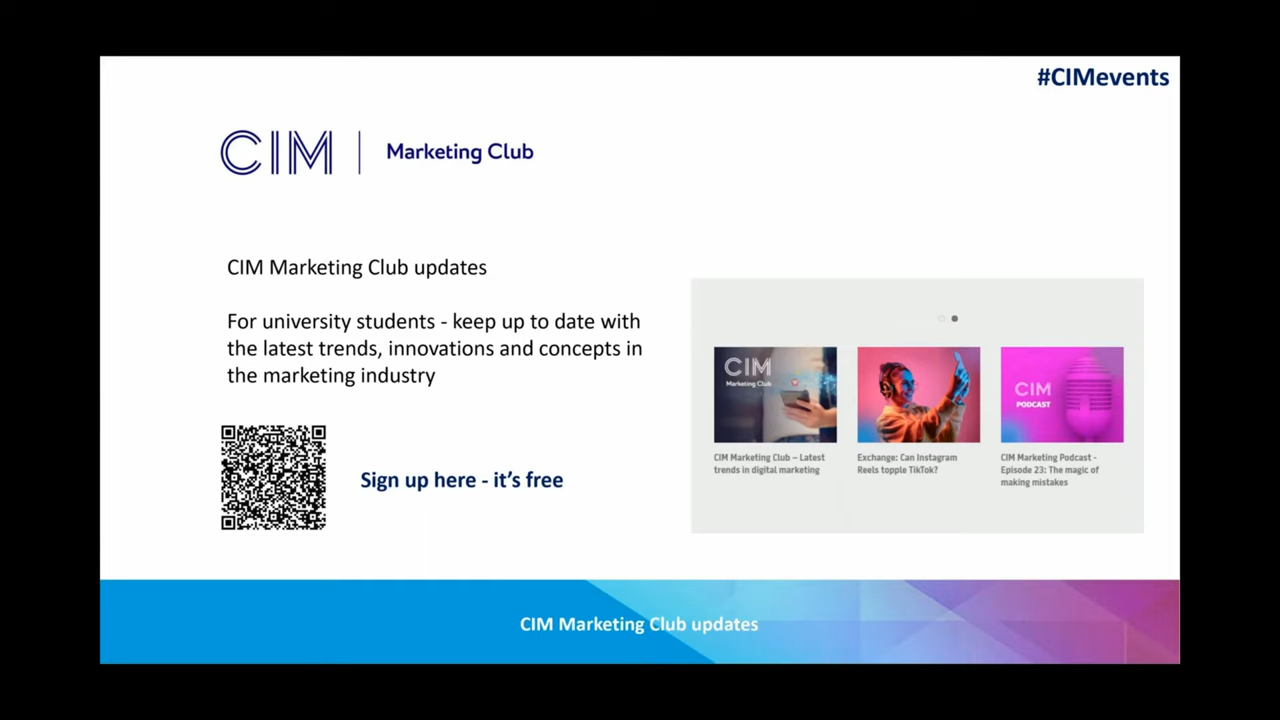 #CIMevents
CIM | Marketing Club
CIM Marketing Club updates
For university students - keep up to date with
the latest trends, innovations and concepts in
the marketing industry
Sign up here - it’s free
CIM
Marketing Club
CIM Marketing Club – Latest
trends in digital marketing
Exchange: Can Instagram
Reels topple TikTok?
CIM
PODCAST
CIM Marketing Podcast -
Episode 23: The magic of
making mistakes
CIM Marketing Club updates